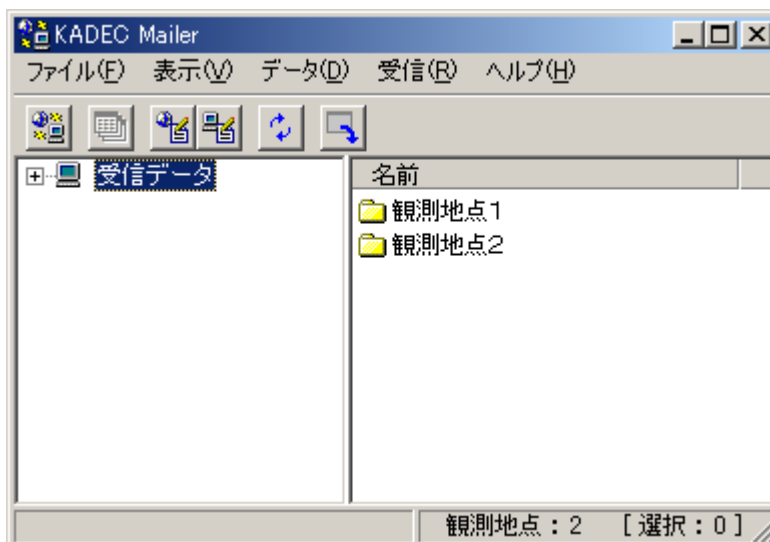 KADEC Mailer
ファイル(F) 表示(V) データ(D) 受信(R) ヘルプ(H)
受信データ
名前
観測地点1
観測地点2
観測地点:2 [選択:0]